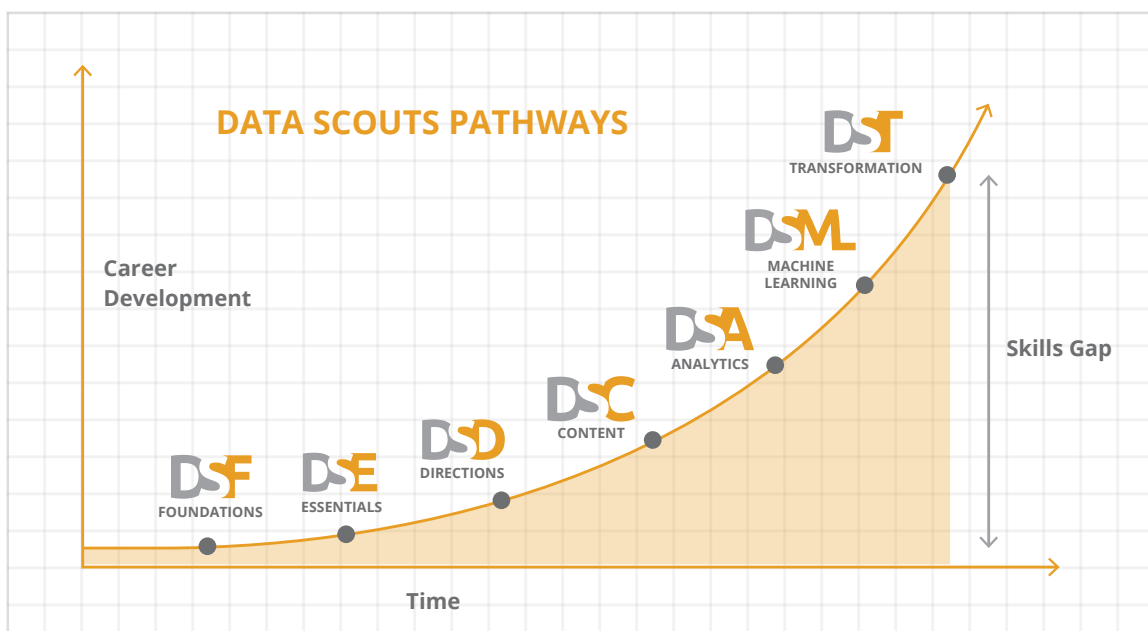 DATA SCOUTS PATHWAYS
DST
TRANSFORMATION
DSML
MACHINE
LEARNING
Career
Development
DSA
ANALYTICS
Skills Gap
DSC
CONTENT
DSD
DIRECTIONS
DSE
ESSENTIALS
DSF
FOUNDATIONS
Time